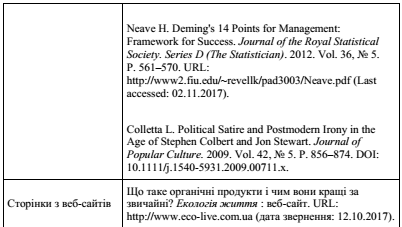 Neave H. Deming's 14 Points for Management:
Framework for Success. Journal of the Royal Statistical
Society. Series D (The Statistician). 2012. Vol. 36, № 5.
P. 561–570. URL:
http://www2.fiu.edu/~revellk/pad3003/Neave.pdf (Last
accessed: 02.11.2017).
Colletta L. Political Satire and Postmodern Irony in the
Age of Stephen Colbert and Jon Stewart. Journal of
Popular Culture. 2009. Vol. 42, № 5. P. 856–874. DOI:
10.1111/j.1540-5931.2009.00711.x.
Сторінки з веб-сайтів
Що таке органічні продукти і чим вони кращі за
звичайні? Екологія життя : веб-сайт. URL:
http://www.eco-live.com.ua (дата звернення: 12.10.2017).